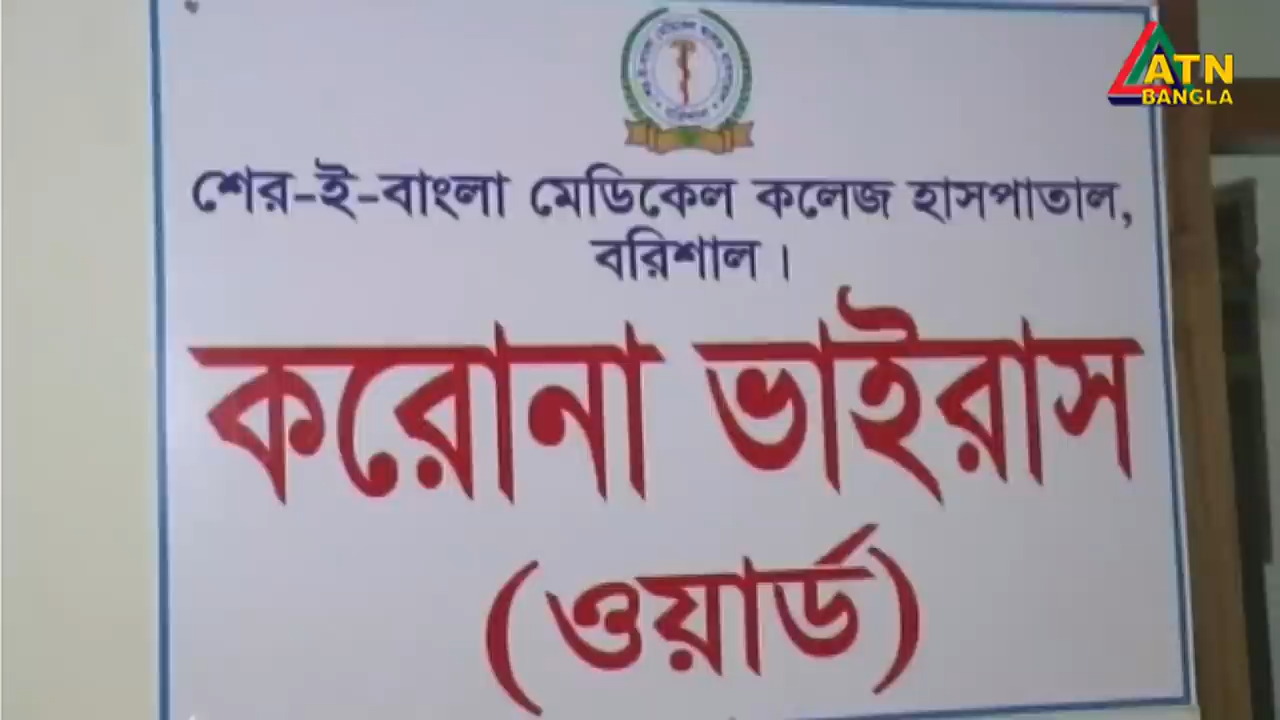 ATN
BANGLA
শের-ই-বাংলা মেডিকেল কলেজ হাসপাতাল,
বরিশাল।
করোনা ভাইরাস
(ওয়ার্ড)